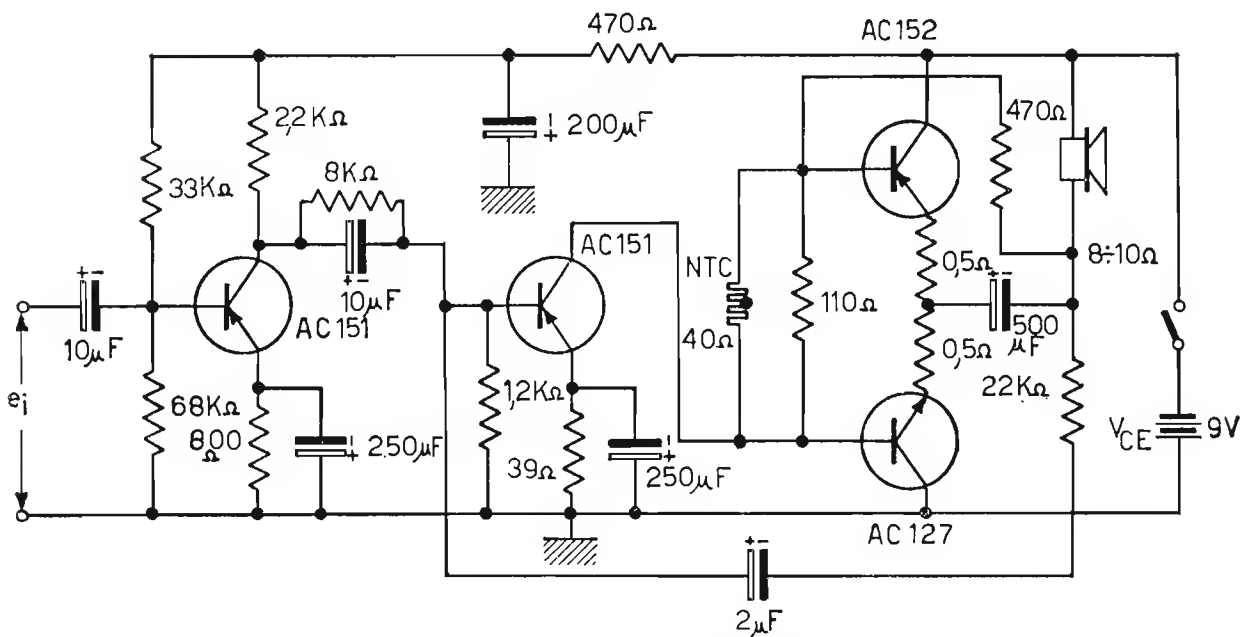 470Ω
AC152
2,2KΩ
200µF
470Ω
33KΩ
8KΩ
AC151
NTC
0,5Ω
8÷10Ω
10µF
110Ω
AC151
40Ω
500
µF
10µF
0,5Ω
22KΩ
ei
68KΩ
1,2KΩ
VCE
9V
800
Ω
250µF
39Ω
250µF
AC127
2µF